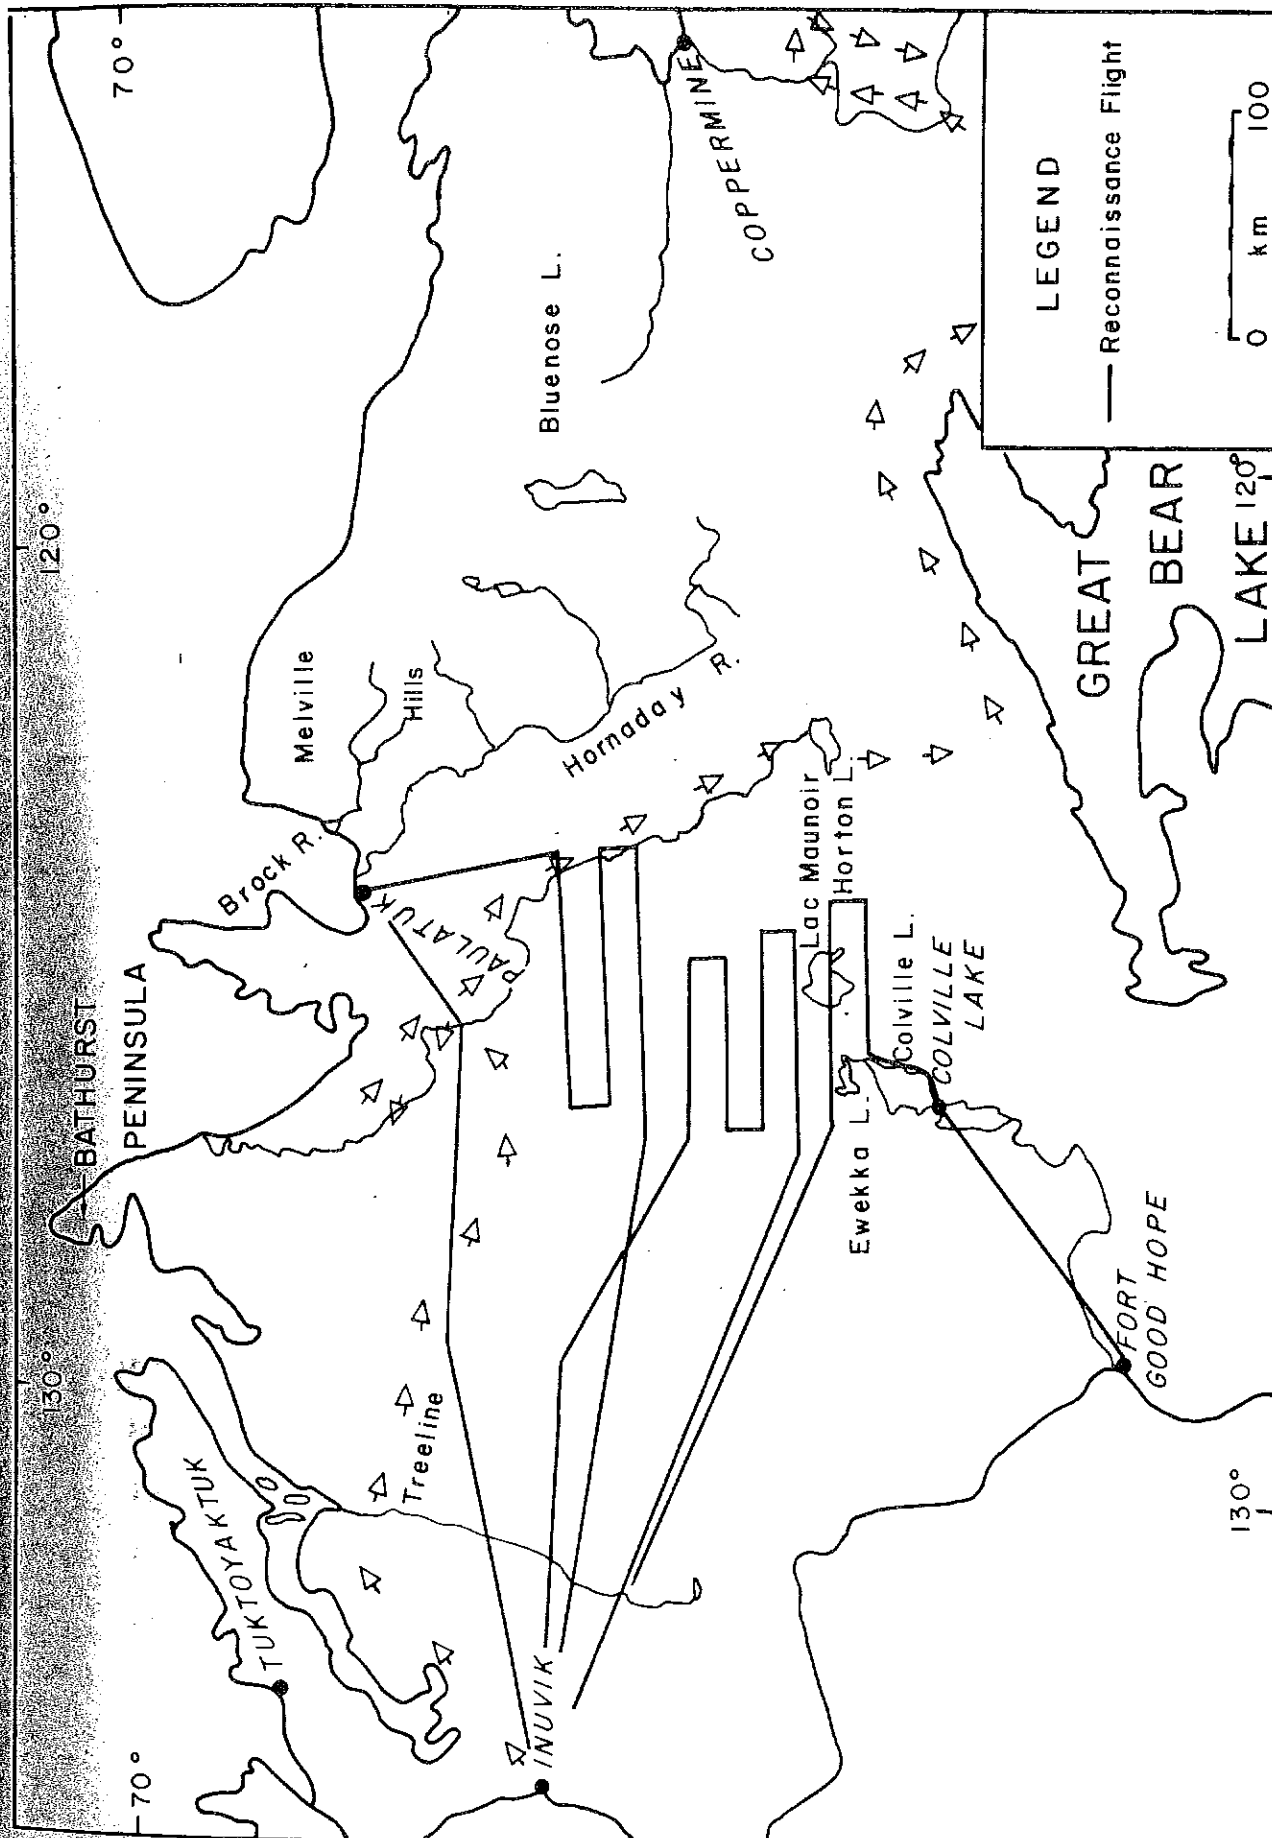 130°
120°
70°
70°
BATHURST
PENINSULA
TUKTOYAKTUK
Brock R.
Melville
Hills
PAULATUK
Treeline
Bluenose L.
Hornaday R.
COPPERMINE
INUVIK
Lac Maunoir
Horton L.
Ewekka L.
Colville L.
COLVILLE
LAKE
FORT
GOOD HOPE
GREAT
BEAR
LAKE
130°
120°
LEGEND
Reconnaissance Flight
0 km 100